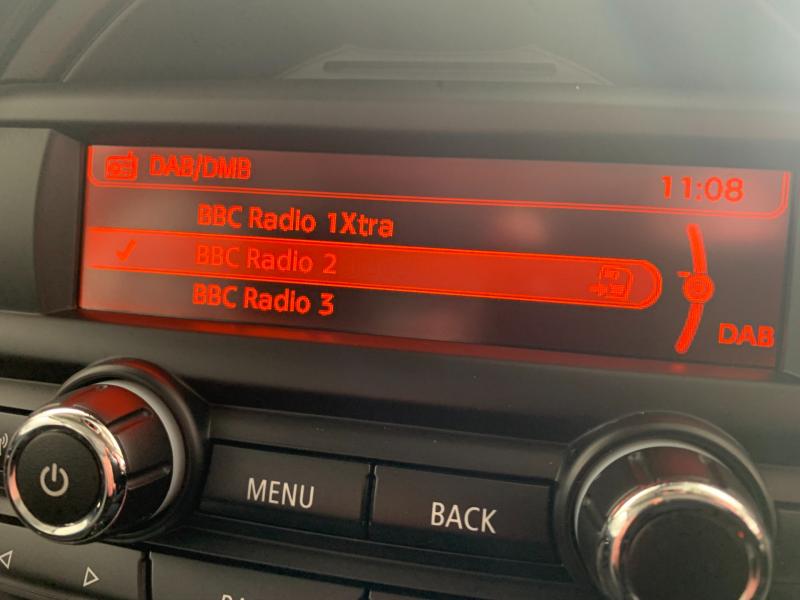 DAB/DMB 11:08
BBC Radio 1Xtra
BBC Radio 2
BBC Radio 3
DAB
MENU
BACK